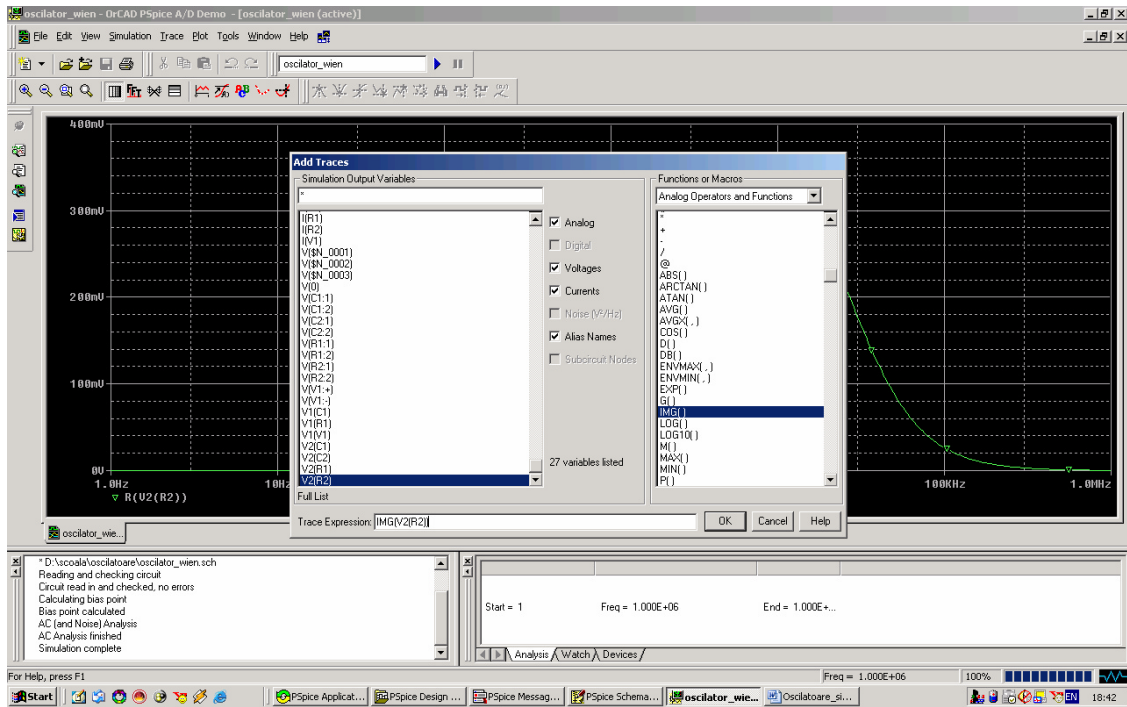 oscilator_wien - OrCAD PSpice A/D Demo - [oscilator_wien (active)]
File Edit View Simulation Trace Plot Tools Window Help
oscilator_wien
400mV
300mV
200mV
100mV
0V
1.0Hz
10Hz
100KHz
1.0MHz
R(V2(R2))
Add Traces
Simulation Output Variables
*
I(R1)
I(R2)
I(V1)
V($N_0001)
V($N_0002)
V($N_0003)
V(0)
V(C1:1)
V(C1:2)
V(C2:1)
V(C2:2)
V(R1:1)
V(R1:2)
V(R2:1)
V(R2:2)
V(V1:+)
V(V1:-)
V1(C1)
V1(R1)
V1(V1)
V2(C1)
V2(C2)
V2(R1)
V2(R2)
Full List
Analog
Digital
Voltages
Currents
Noise (V²/Hz)
Alias Names
Subcircuit Nodes
27 variables listed
Functions or Macros
Analog Operators and Functions
*
+
-
/
@
ABS( )
ARCTAN( )
ATAN( )
AVG( )
AVGX( , )
COS( )
D( )
DB( )
ENVMAX( , )
ENVMIN( , )
EXP( )
G( )
IMG( )
LOG( )
LOG10( )
M( )
MAX( )
MIN( )
P( )
Trace Expression: IMG(V2(R2))
OK Cancel Help
oscilator_wie...
* D:\scoala\oscilatoare\oscilator_wien.sch
Reading and checking circuit
Circuit read in and checked, no errors
Calculating bias point
Bias point calculated
AC (and Noise) Analysis
AC Analysis finished
Simulation complete
Start = 1 Freq = 1.000E+06 End = 1.000E+...
Analysis Watch Devices
For Help, press F1
Freq = 1.000E+06 100%
Start PSpice Applicat... PSpice Design ... PSpice Messag... PSpice Schema... oscilator_wie... Oscilatoare_si... EN 18:42